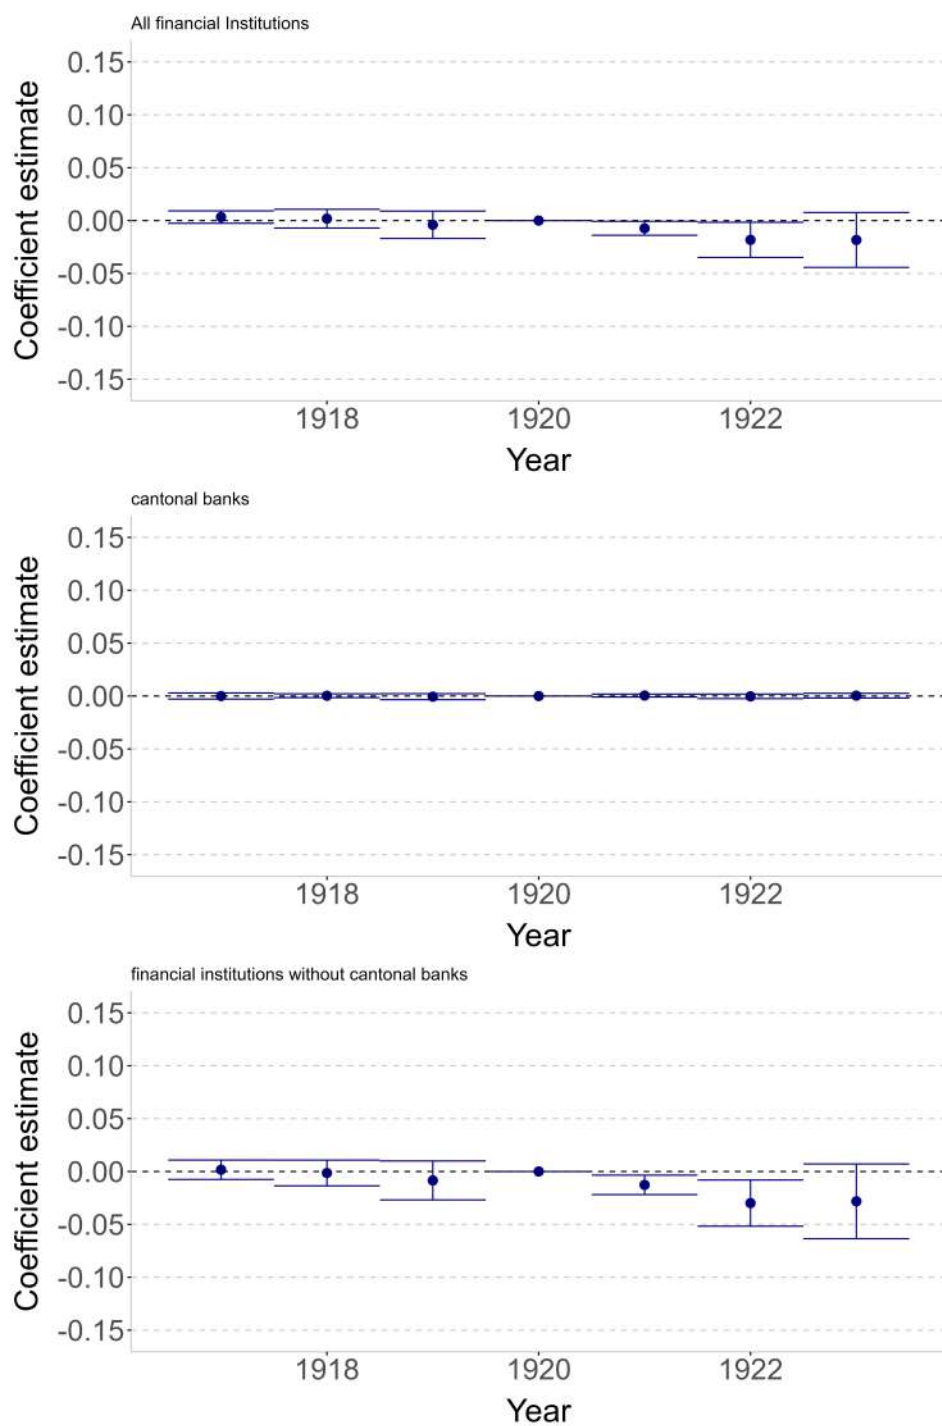 All financial Institutions
Coefficient estimate
0.15
0.10
0.05
0.00
-0.05
-0.10
-0.15
1918 1920 1922
Year
cantonal banks
Coefficient estimate
0.15
0.10
0.05
0.00
-0.05
-0.10
-0.15
1918 1920 1922
Year
financial institutions without cantonal banks
Coefficient estimate
0.15
0.10
0.05
0.00
-0.05
-0.10
-0.15
1918 1920 1922
Year